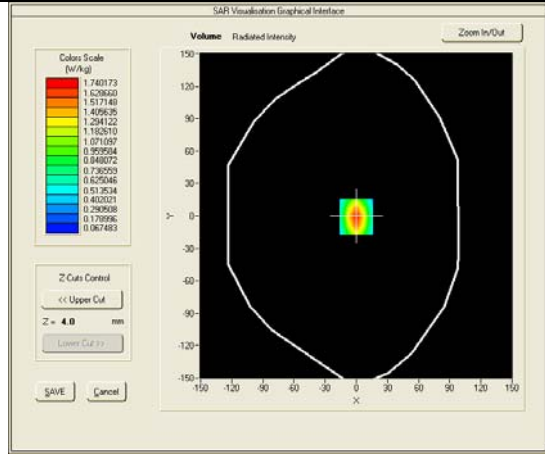 SAR Visualisation Graphical Interface
Volume Radiated Intensity
Zoom In/Out
Colors Scale
(W/kg)
1.740173
1.628660
1.517148
1.405635
1.294122
1.182610
1.071097
0.959584
0.848072
0.736559
0.625046
0.513534
0.402021
0.290508
0.178996
0.067483
Z Cuts Control
<< Upper Cut
Z = 4.0 mm
Lower Cut >>
SAVE Cancel
150
120
90
60
30
0
-30
-60
-90
-120
-150
Y
-150 -120 -90 -60 -30 0 30 60 90 120 150
X